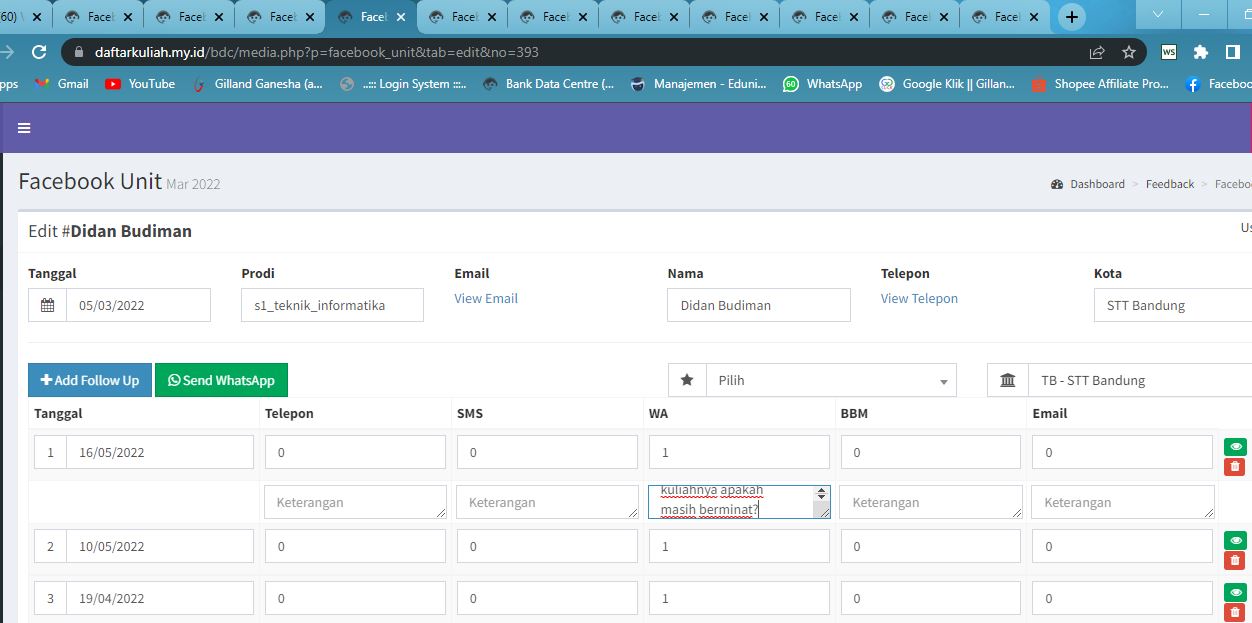 60)
Facel
Facel
Facel
Facel
Facel
Facel
Facel
Facel
Facel
Facel
Facel
daftarkuliah.my.id/bdc/media.php?p=facebook_unit&tab=edit&no=393
WS
pps
Gmail
YouTube
Gilland Ganesha (a...
..::: Login System :::..
Bank Data Centre (...
Manajemen - Eduni...
60
WhatsApp
Google Klik || Gillan...
Shopee Affiliate Pro...
Faceboo
Facebook Unit Mar 2022
Dashboard > Feedback > Facebo
Edit #Didan Budiman
Us
Tanggal Prodi Email Nama Telepon Kota
05/03/2022 s1_teknik_informatika View Email Didan Budiman View Telepon STT Bandung
Add Follow Up Send WhatsApp Pilih TB - STT Bandung
Tanggal Telepon SMS WA BBM Email
1 16/05/2022 0 0 1 0 0
Keterangan Keterangan kuliahnya apakah Keterangan Keterangan
masih berminat?
2 10/05/2022 0 0 1 0 0
3 19/04/2022 0 0 1 0 0